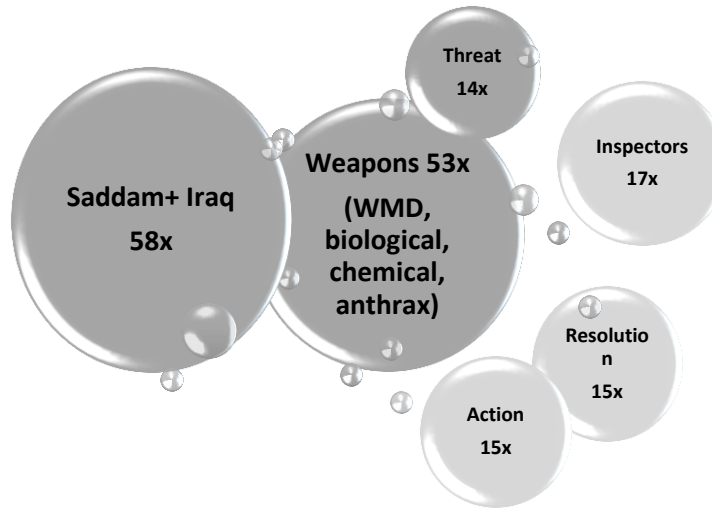 Saddam+ Iraq
58x
Weapons 53x
(WMD,
biological,
chemical,
anthrax)
Threat
14x
Inspectors
17x
Resolutio
n
15x
Action
15x